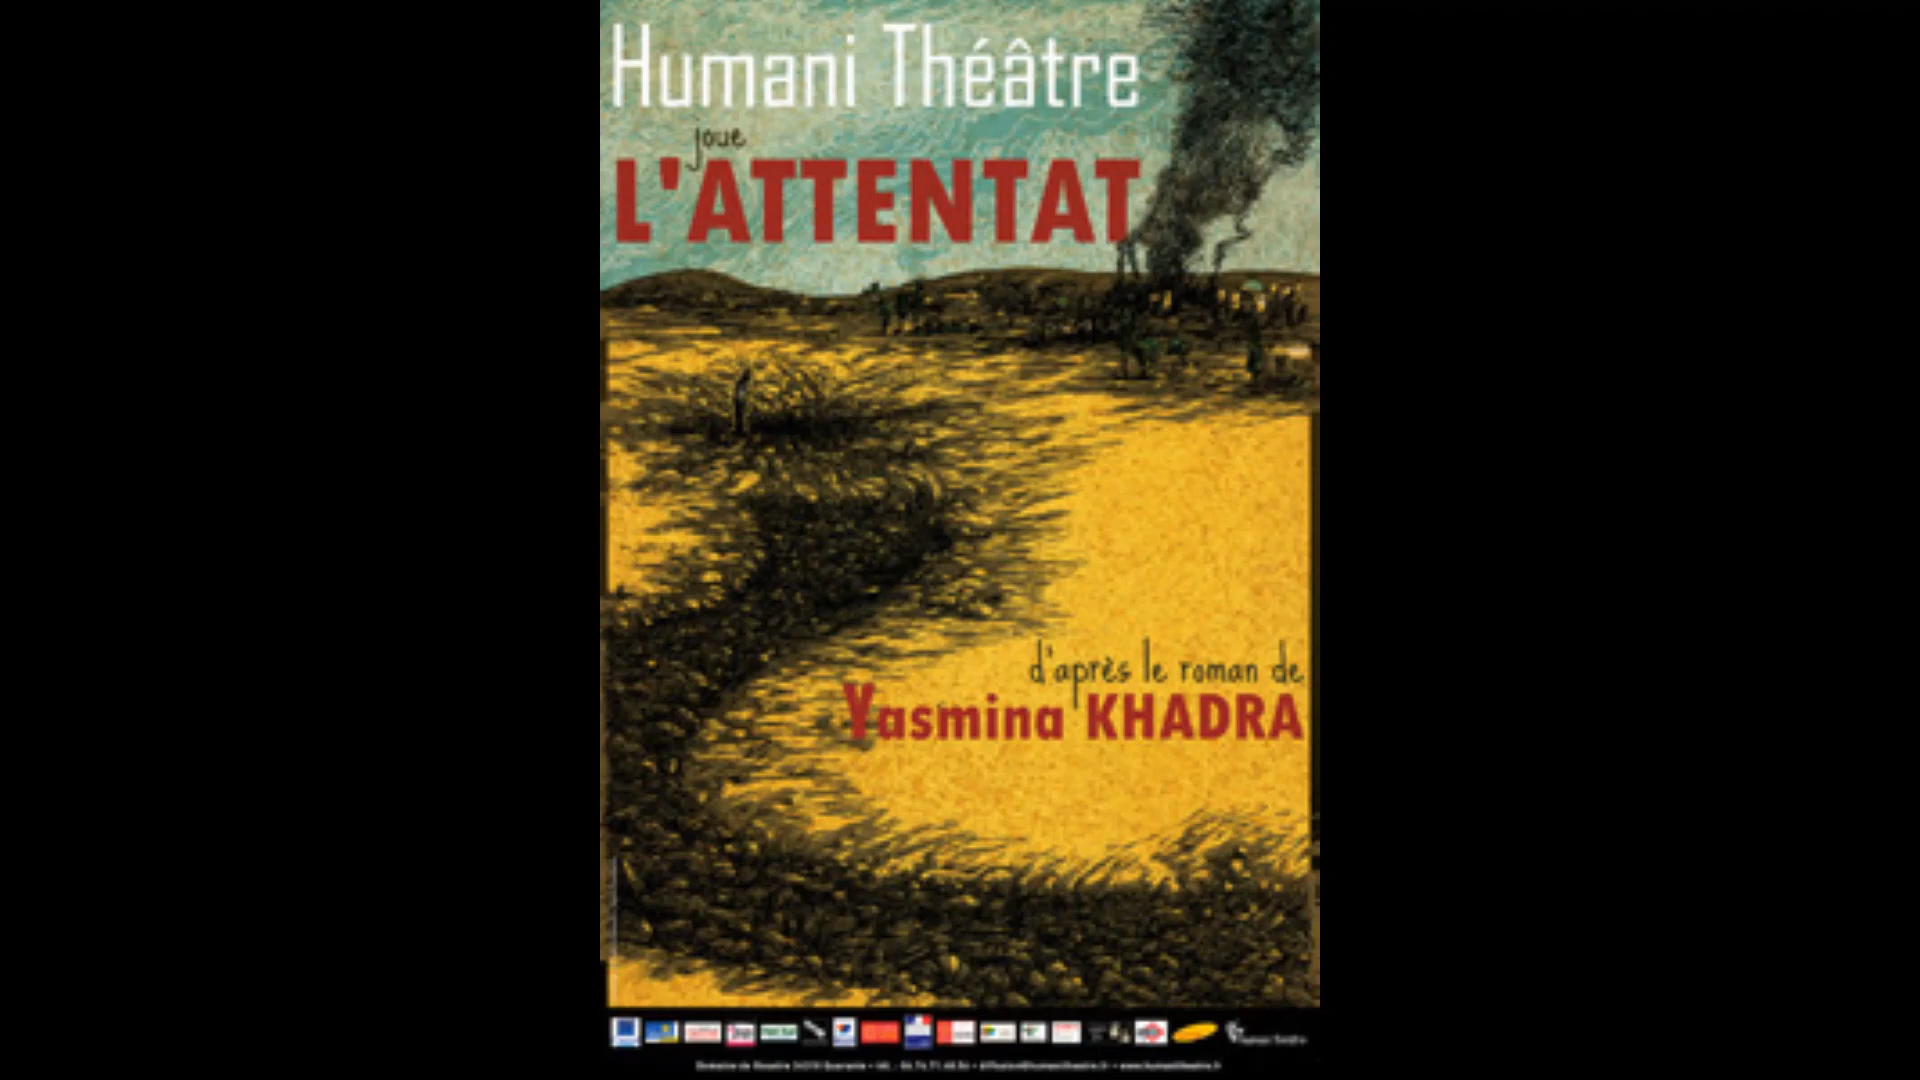 Humani Théâtre
joue
L'ATTENTAT
d'après le roman de
Yasmina KHADRA